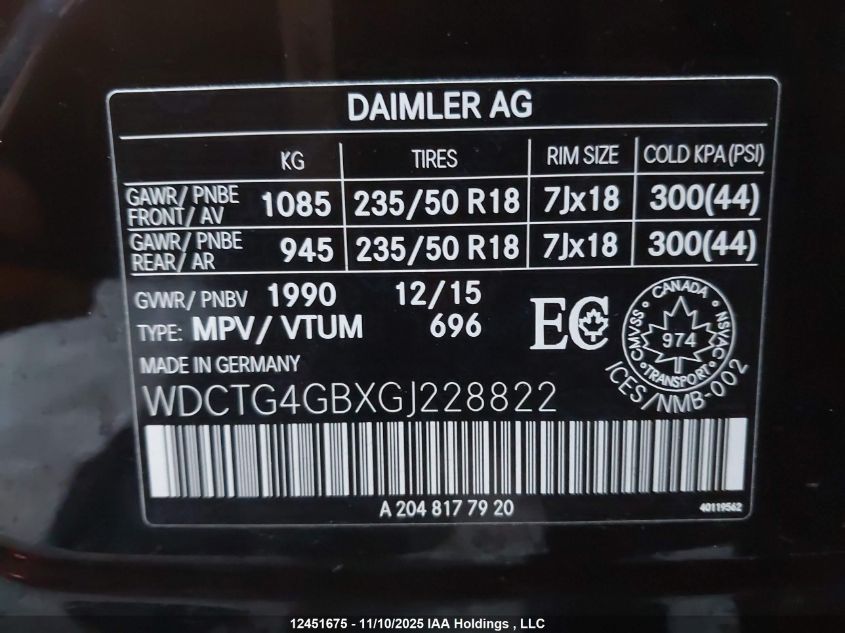 DAIMLER AG
KG TIRES RIM SIZE COLD KPA (PSI)
GAWR/ PNBE FRONT/ AV 1085 235/50 R18 7Jx18 300(44)
GAWR/ PNBE REAR/ AR 945 235/50 R18 7Jx18 300(44)
GVWR/ PNBV 1990 12/15
TYPE: MPV/ VTUM 696
EC
CANADA
CMVSS 974 NSVAC
TRANSPORT
ICES/NMB-002
MADE IN GERMANY
WDCTG4GBXGJ228822
A 204 817 79 20
40119562
12451675 - 11/10/2025 IAA Holdings , LLC